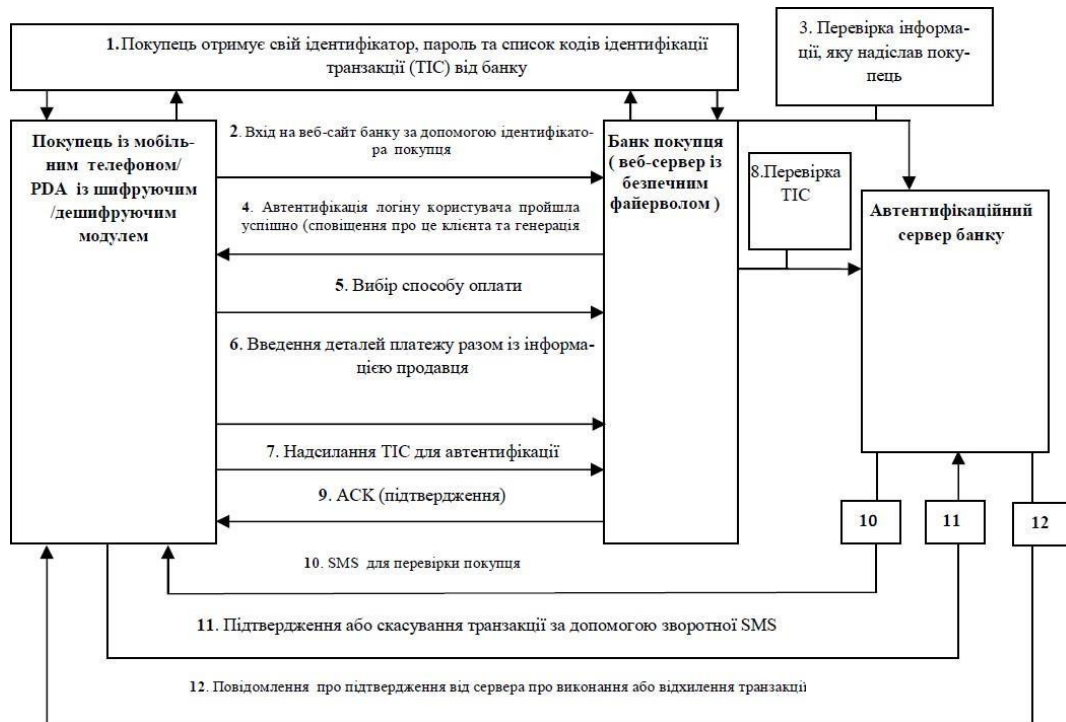 1.Покупець отримує свій ідентифікатор, пароль та список кодів ідентифікації
транзакції (TIC) від банку
3. Перевірка інформа-
ції, яку надіслав поку-
пець
Покупець із мобіль-
ним телефоном/
PDA із шифруючим
/дешифруючим
модулем
2. Вхід на веб-сайт банку за допомогою ідентифікато-
ра покупця
Банк покупця
( веб-сервер із
безпечним
файерволом )
8.Перевірка
TIC
Автентифікаційний
сервер банку
4. Автентифікація логіну користувача пройшла
успішно (сповіщення про це клієнта та генерація
5. Вибір способу оплати
6. Введення деталей платежу разом із інформа-
цією продавця
7. Надсилання TIC для автентифікації
9. ACK (підтвердження)
10
11
12
10. SMS для перевірки покупця
11. Підтвердження або скасування транзакції за допомогою зворотної SMS
12. Повідомлення про підтвердження від сервера про виконання або відхилення транзакції